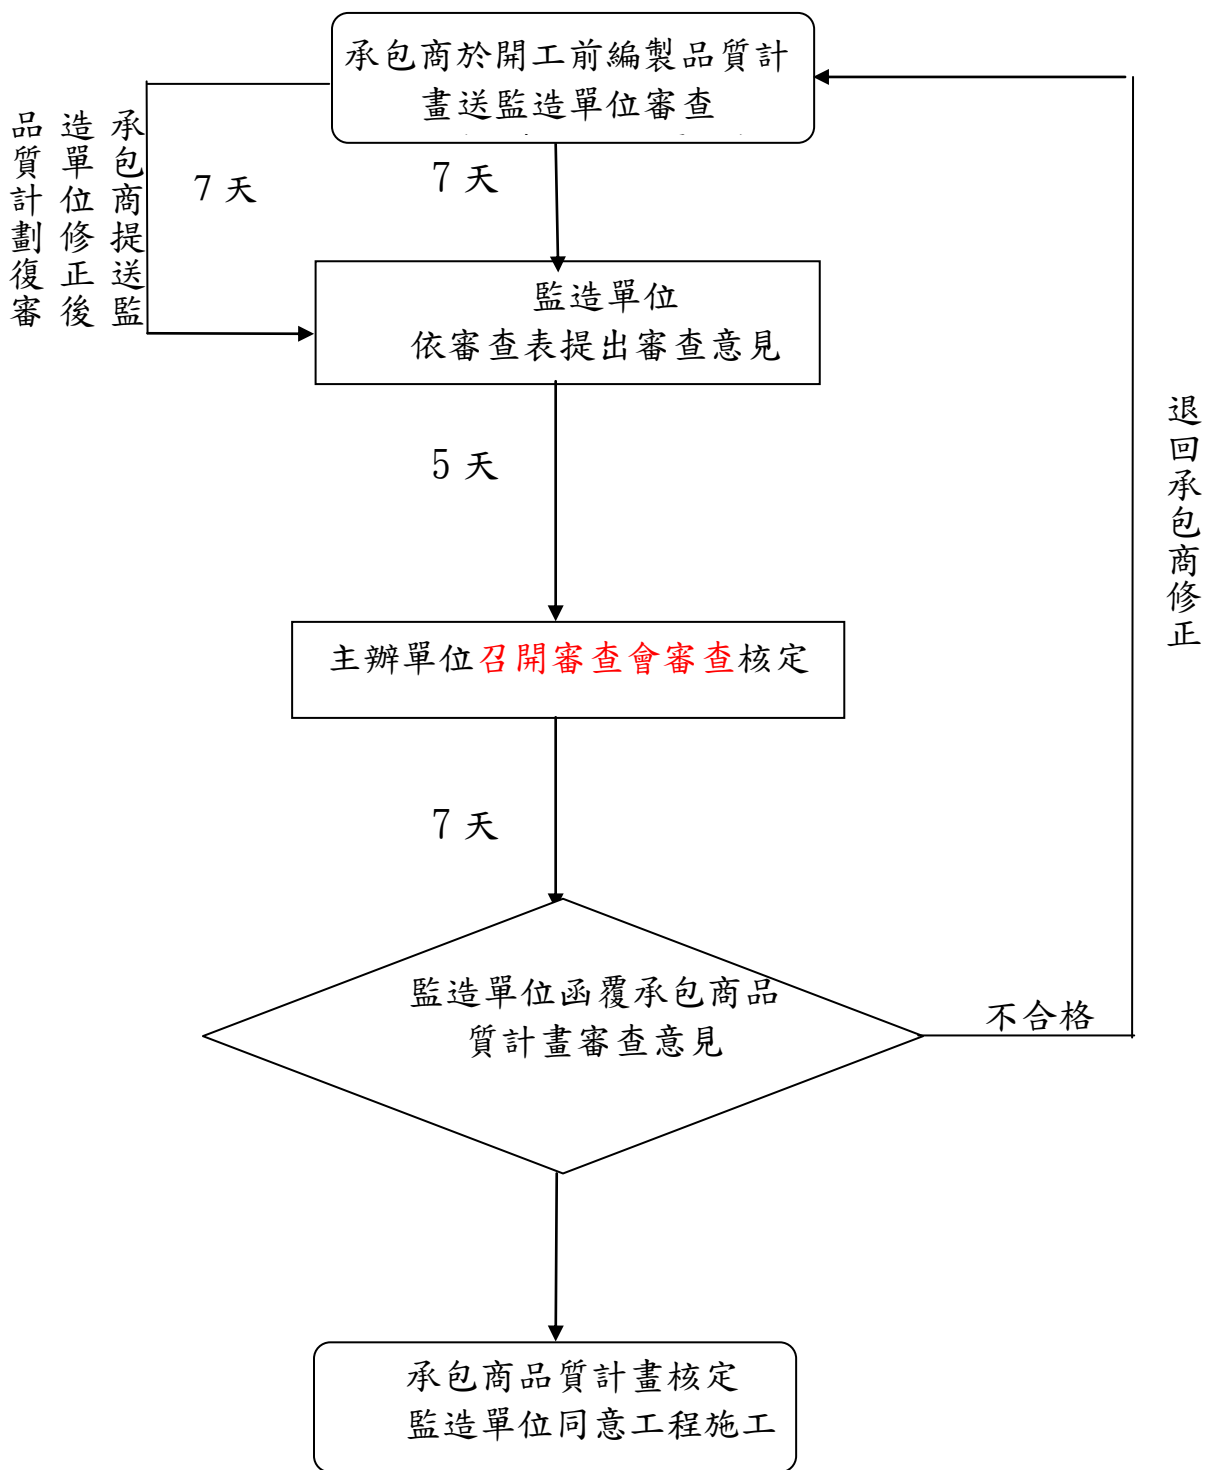 承包商於開工前編製品質計
畫送監造單位審查
承包商提送監
造單位修正後
品質計劃復審
7 天
7 天
監造單位
依審查表提出審查意見
5 天
退回承包商修正
主辦單位召開審查會審查核定
7 天
監造單位函覆承包商品
質計畫審查意見
不合格
承包商品質計畫核定
監造單位同意工程施工